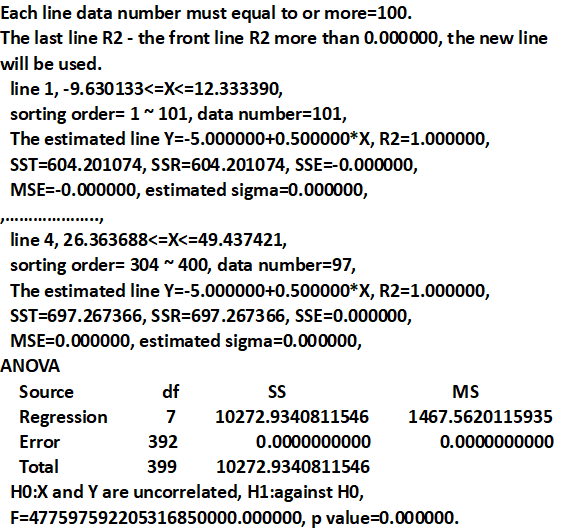 Each line data number must equal to or more=100.
The last line R2 - the front line R2 more than 0.000000, the new line
will be used.
line 1, -9.630133<=X<=12.333390,
sorting order= 1 ~ 101, data number=101,
The estimated line Y=-5.000000+0.500000*X, R2=1.000000,
SST=604.201074, SSR=604.201074, SSE=-0.000000,
MSE=-0.000000, estimated sigma=0.000000,
,………………..,
line 4, 26.363688<=X<=49.437421,
sorting order= 304 ~ 400, data number=97,
The estimated line Y=-5.000000+0.500000*X, R2=1.000000,
SST=697.267366, SSR=697.267366, SSE=0.000000,
MSE=0.000000, estimated sigma=0.000000,
ANOVA
Source df SS MS
Regression 7 10272.9340811546 1467.5620115935
Error 392 0.0000000000 0.0000000000
Total 399 10272.9340811546
H0:X and Y are uncorrelated, H1:against H0,
F=477597592205316850000.000000, p value=0.000000.